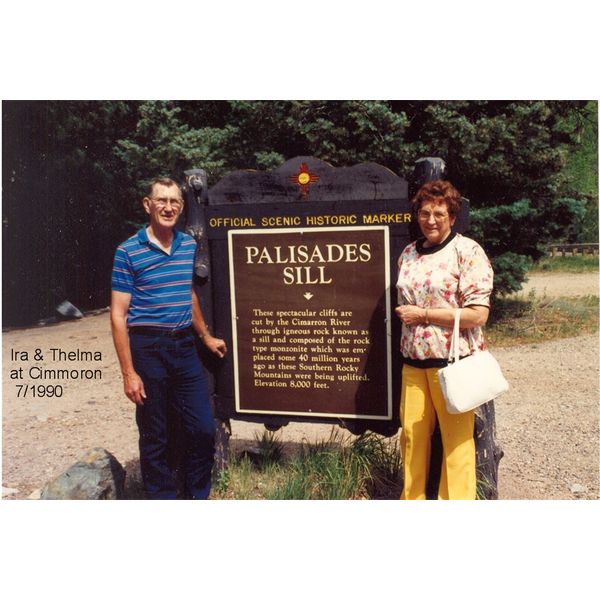 OFFICIAL SCENIC HISTORIC MARKER
PALISADES
SILL
These spectacular cliffs are
cut by the Cimarron River
through igneous rock known as
a sill and composed of the rock
type monzonite which was em-
placed some 40 million years
ago as these Southern Rocky
Mountains were being uplifted.
Elevation 8,000 feet.
Ira & Thelma
at Cimmoron
7/1990